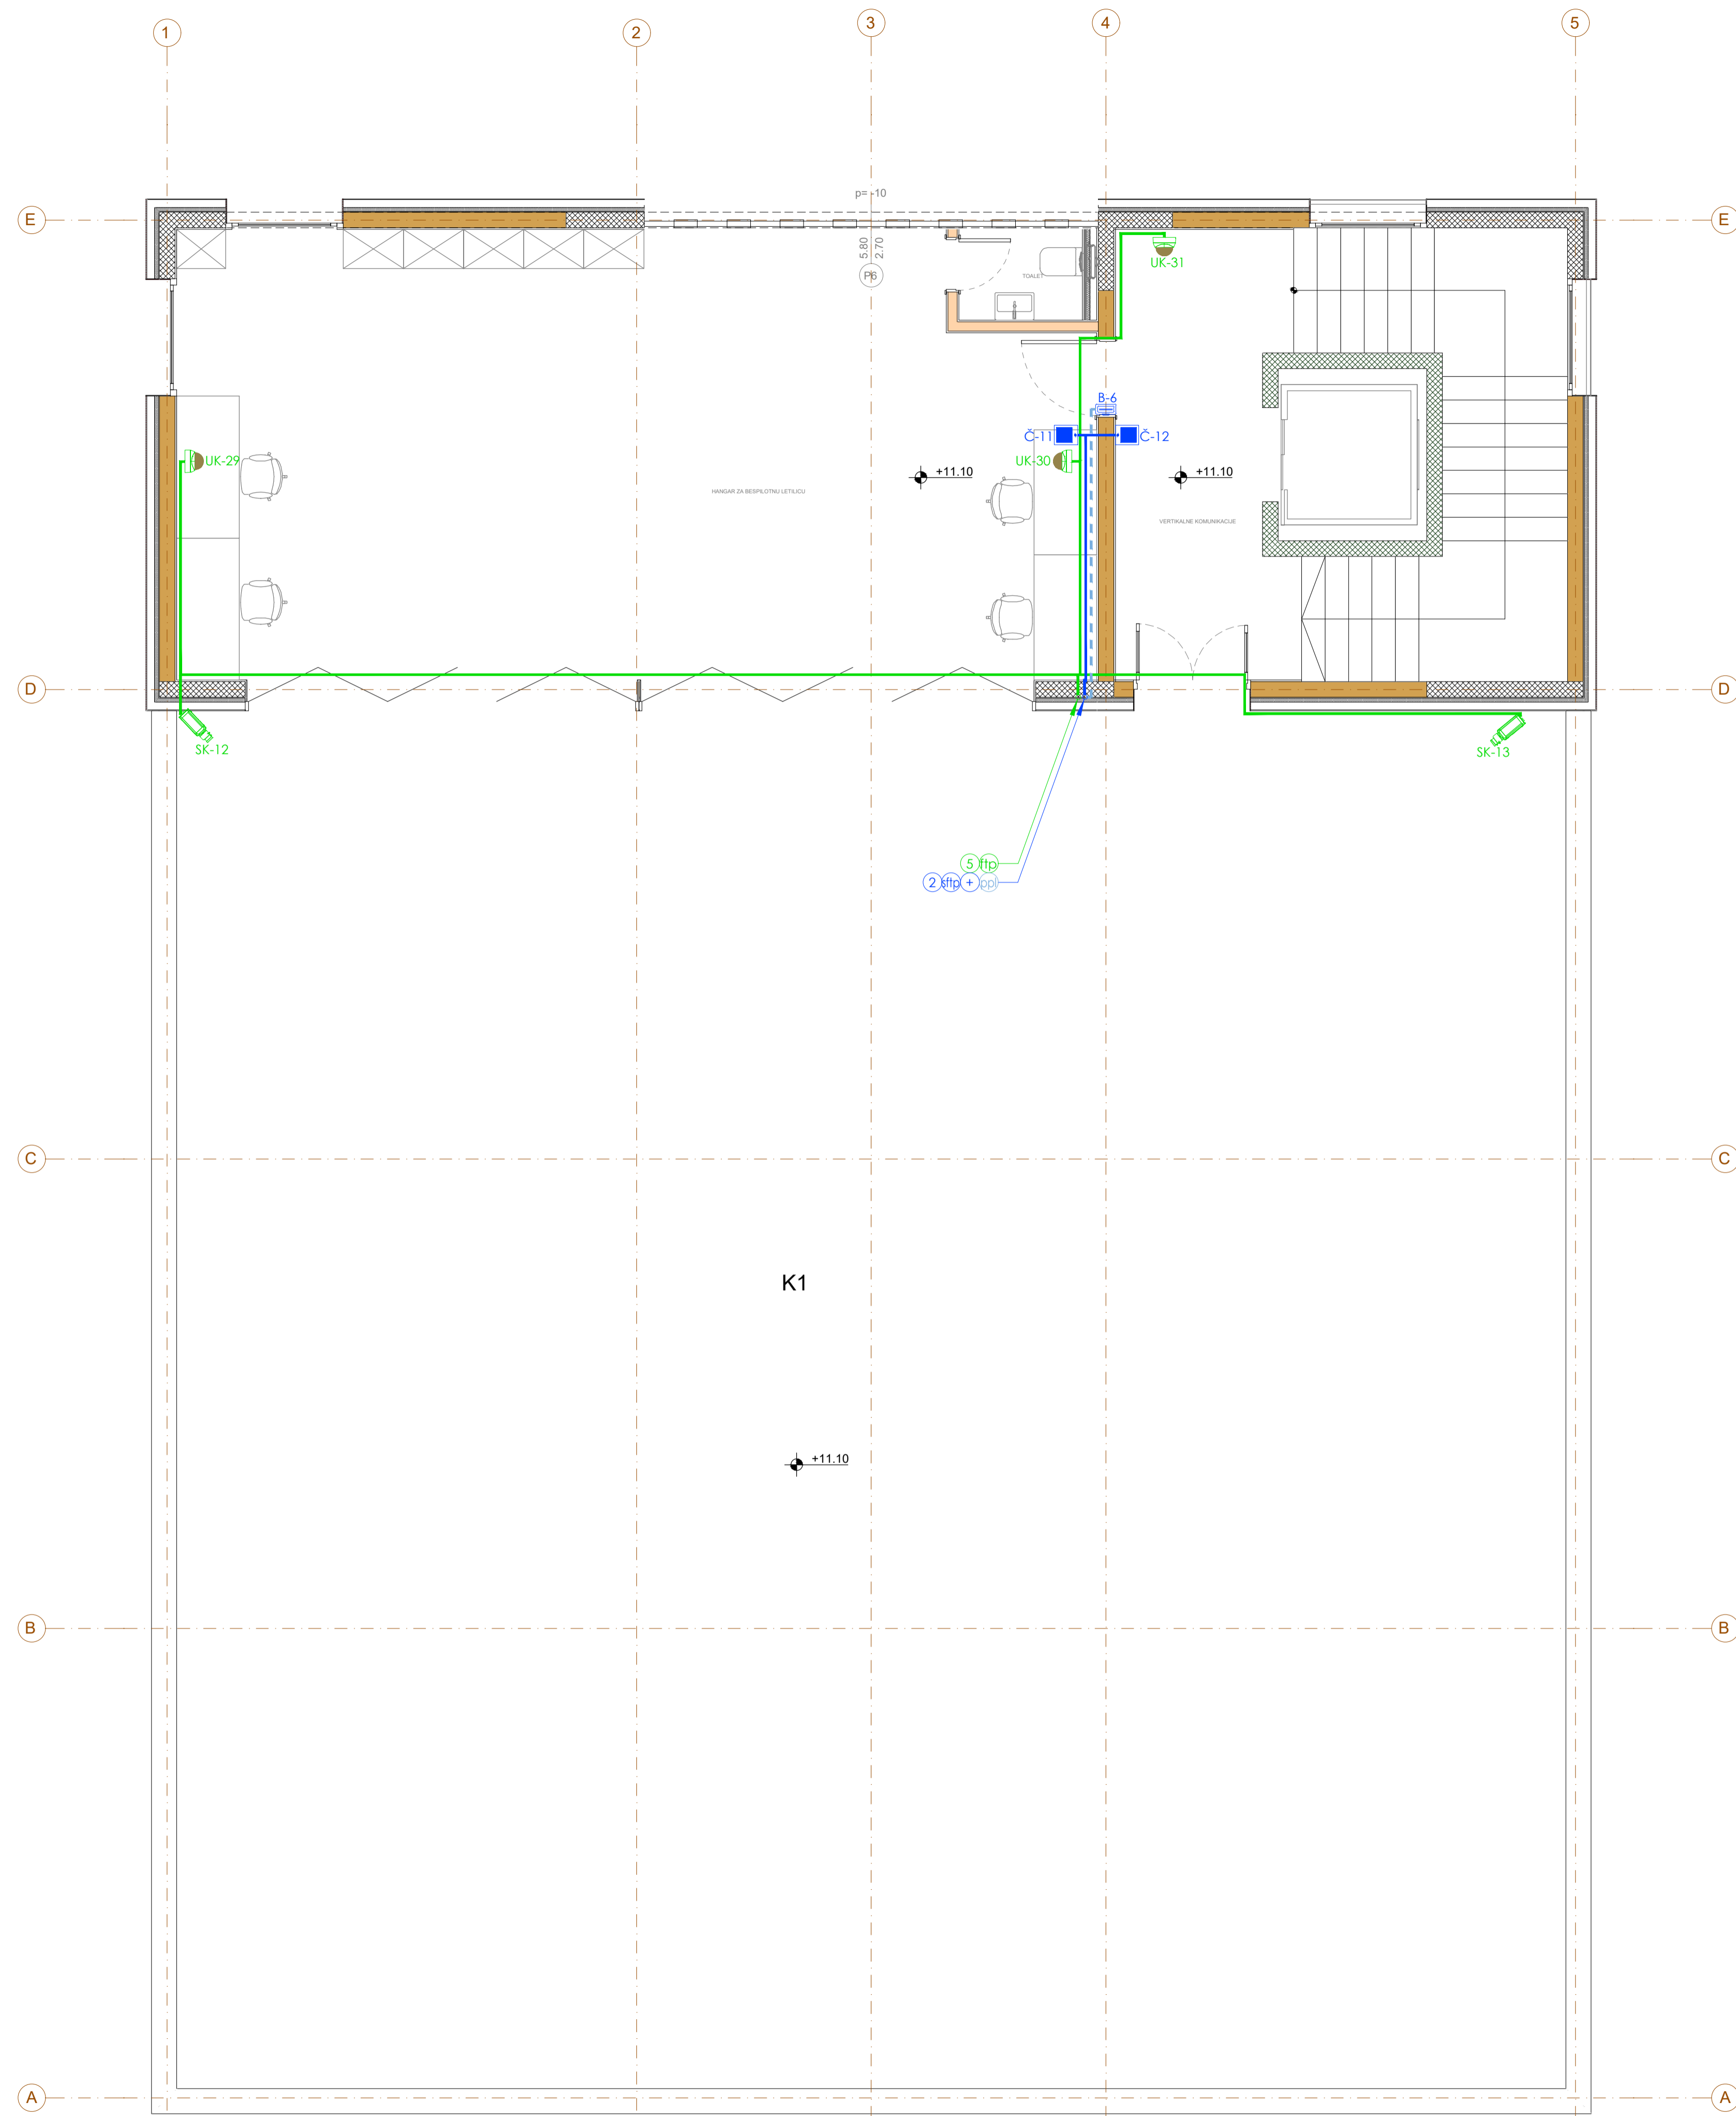 1
2
3
4
5
E
E
p= -10
5.80
2.70
P6
TOALET
UK-31
B-6
Č-11
Č-12
UK-29
UK-30
+11.10
+11.10
HANGAR ZA BESPILOTNU LETILICU
VERTIKALNE KOMUNIKACIJE
D
D
SK-12
SK-13
5 ftp
2 sftp + ppl
C
C
K1
+11.10
B
B
A
A